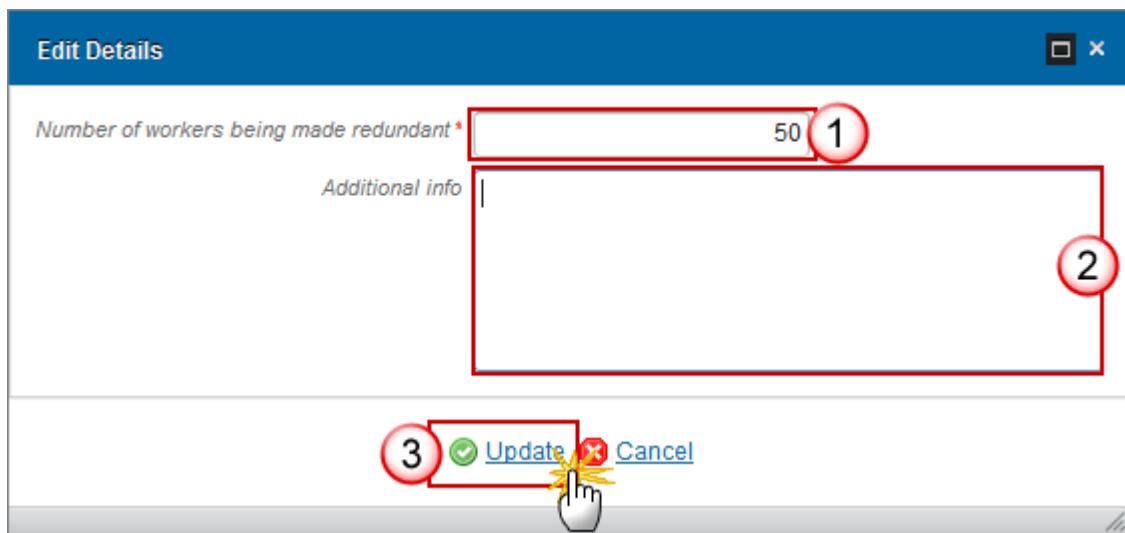 Edit Details
Number of workers being made redundant * 50 1
Additional info
2
3 Update Cancel